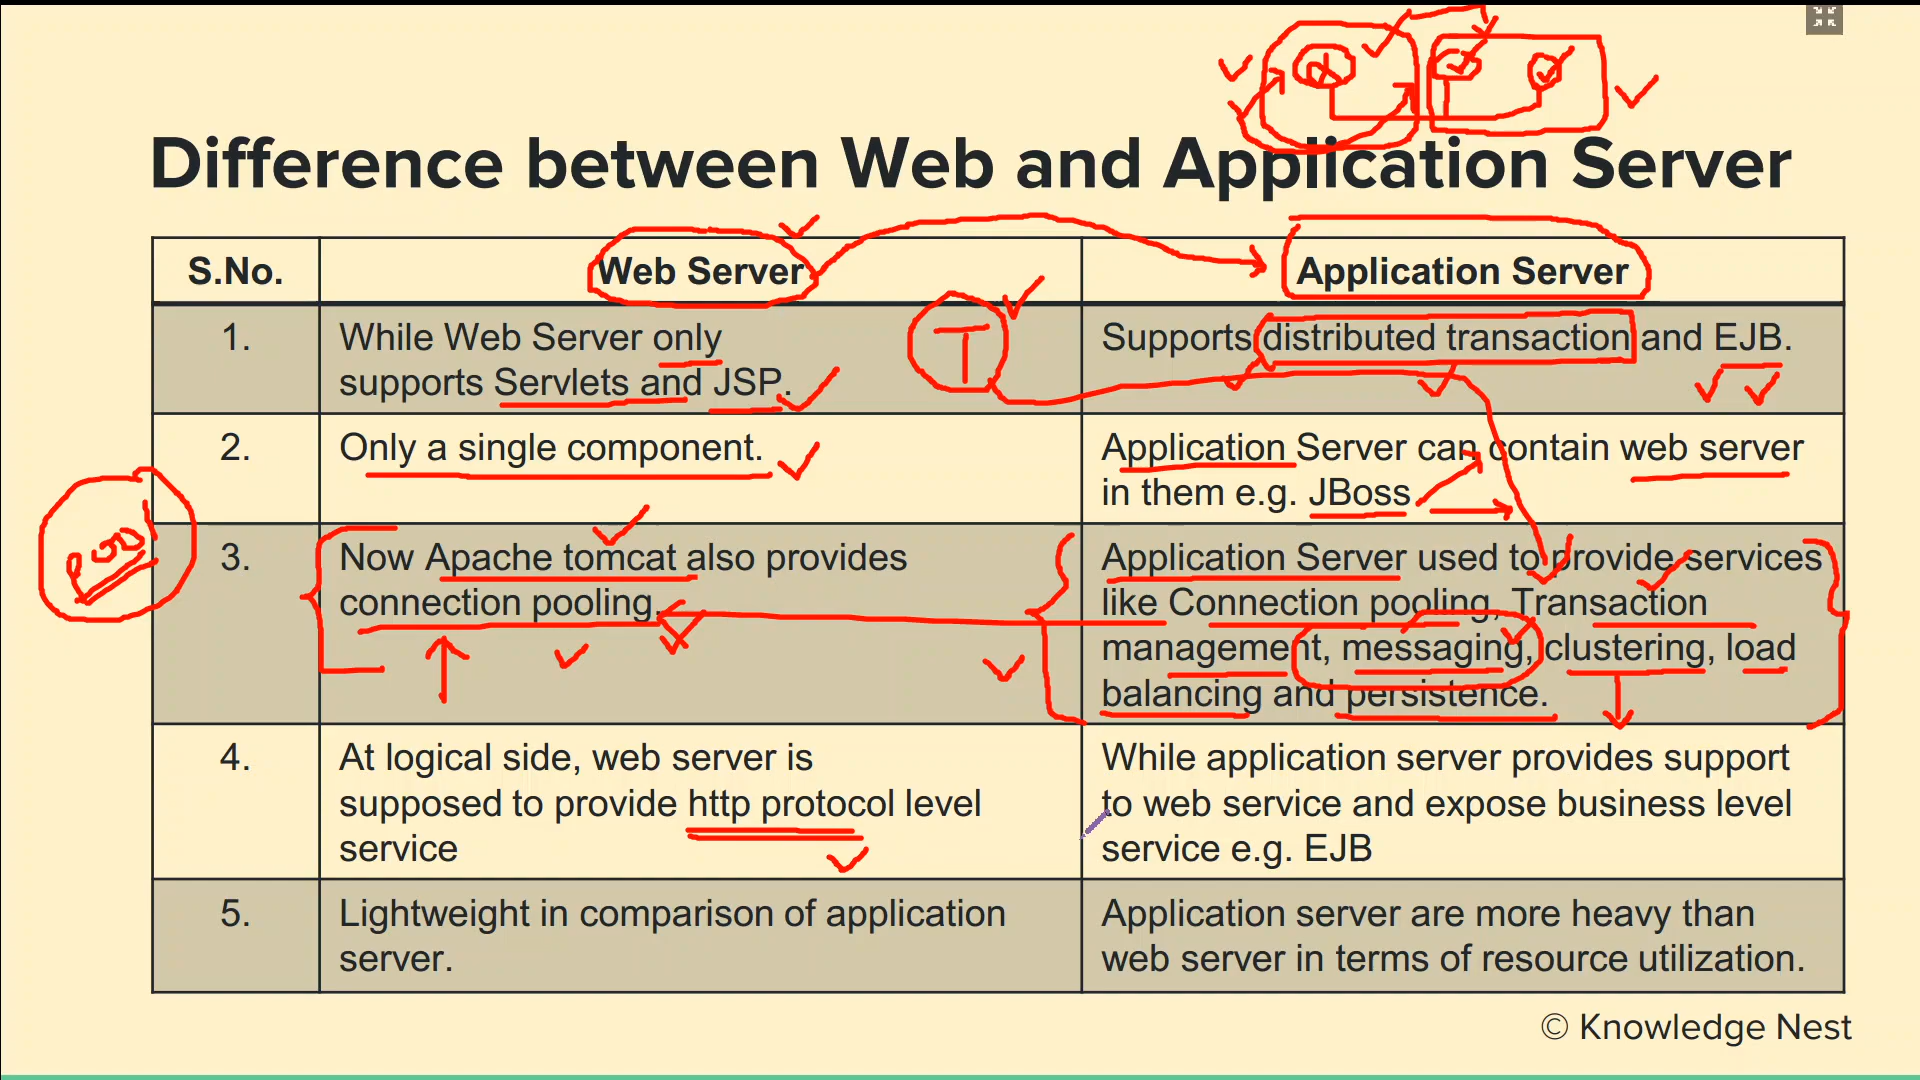 Difference between Web and Application Server
S.No.
Web Server
Application Server
1.
While Web Server only
supports Servlets and JSP.
T
Supports distributed transaction and EJB.
2.
Only a single component.
Application Server can contain web server
in them e.g. JBoss
3.
Now Apache tomcat also provides
connection pooling.
Application Server used to provide services
like Connection pooling, Transaction
management, messaging, clustering, load
balancing and persistence.
4.
At logical side, web server is
supposed to provide http protocol level
service
While application server provides support
to web service and expose business level
service e.g. EJB
5.
Lightweight in comparison of application
server.
Application server are more heavy than
web server in terms of resource utilization.
© Knowledge Nest